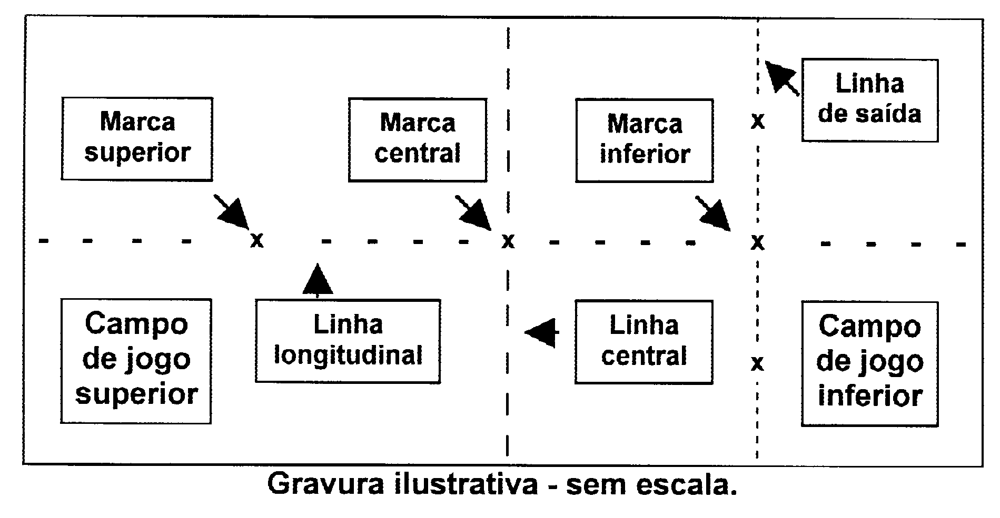 Linha
de saída
Marca
superior
Marca
central
Marca
inferior
x
x
x
x
Campo
de jogo
superior
Linha
longitudinal
Linha
central
x
Campo
de jogo
inferior
Gravura ilustrativa - sem escala.